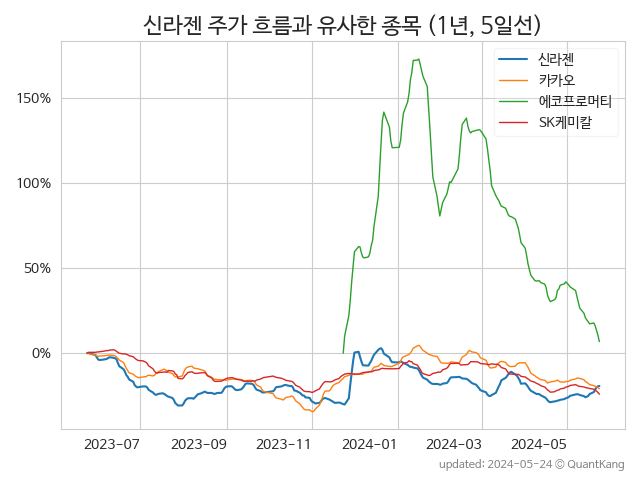 신라젠 주가 흐름과 유사한 종목 (1년, 5일선)
신라젠
카카오
에코프로머티
SK케미칼
150%
100%
50%
0%
2023-07 2023-09 2023-11 2024-01 2024-03 2024-05
updated: 2024-05-24 © QuantKang